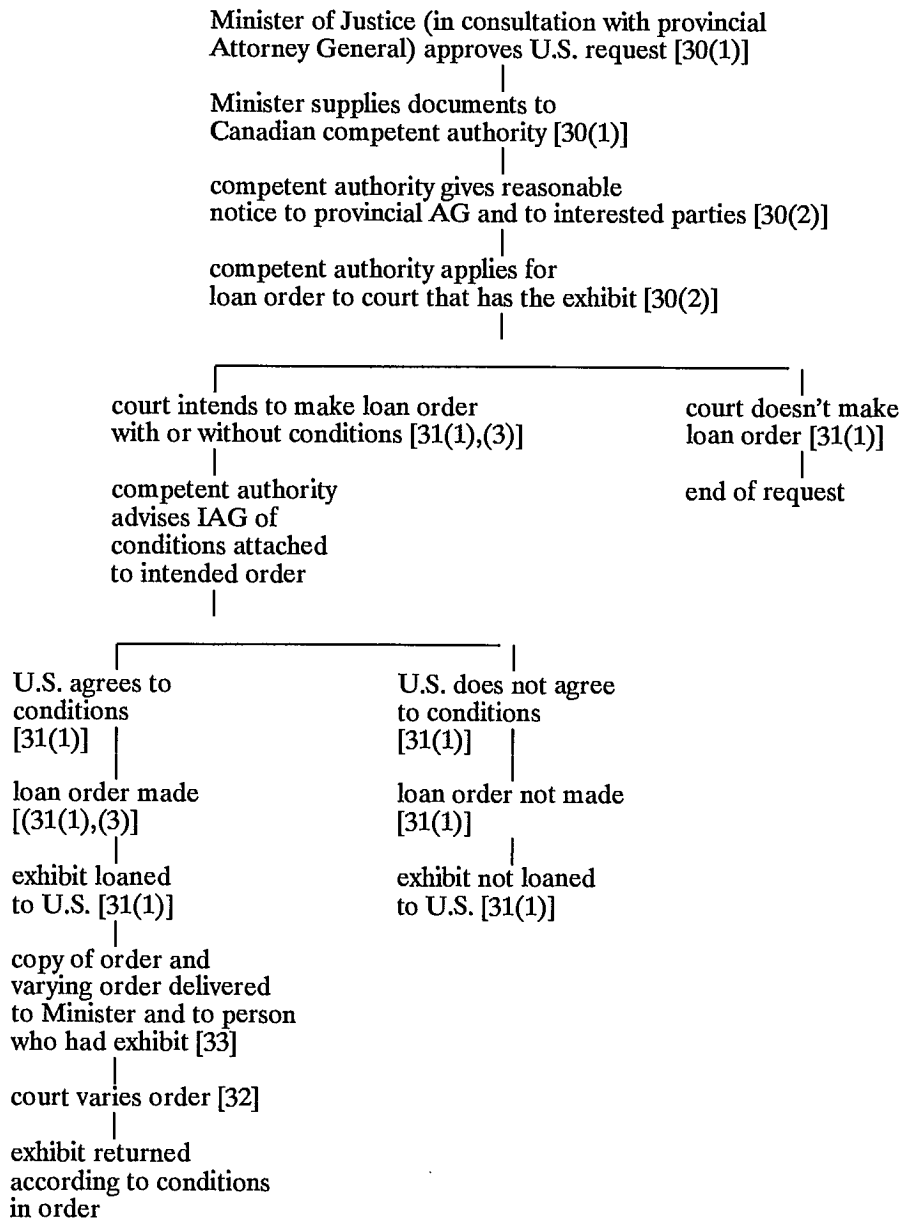 Minister of Justice (in consultation with provincial
Attorney General) approves U.S. request [30(1)]
Minister supplies documents to
Canadian competent authority [30(1)]
competent authority gives reasonable
notice to provincial AG and to interested parties [30(2)]
competent authority applies for
loan order to court that has the exhibit [30(2)]
court intends to make loan order
with or without conditions [31(1),(3)]
competent authority
advises IAG of
conditions attached
to intended order
court doesn't make
loan order [31(1)]
end of request
U.S. agrees to
conditions
[31(1)]
loan order made
[(31(1),(3)]
exhibit loaned
to U.S. [31(1)]
copy of order and
varying order delivered
to Minister and to person
who had exhibit [33]
court varies order [32]
exhibit returned
according to conditions
in order
U.S. does not agree
to conditions
[31(1)]
loan order not made
[31(1)]
exhibit not loaned
to U.S. [31(1)]